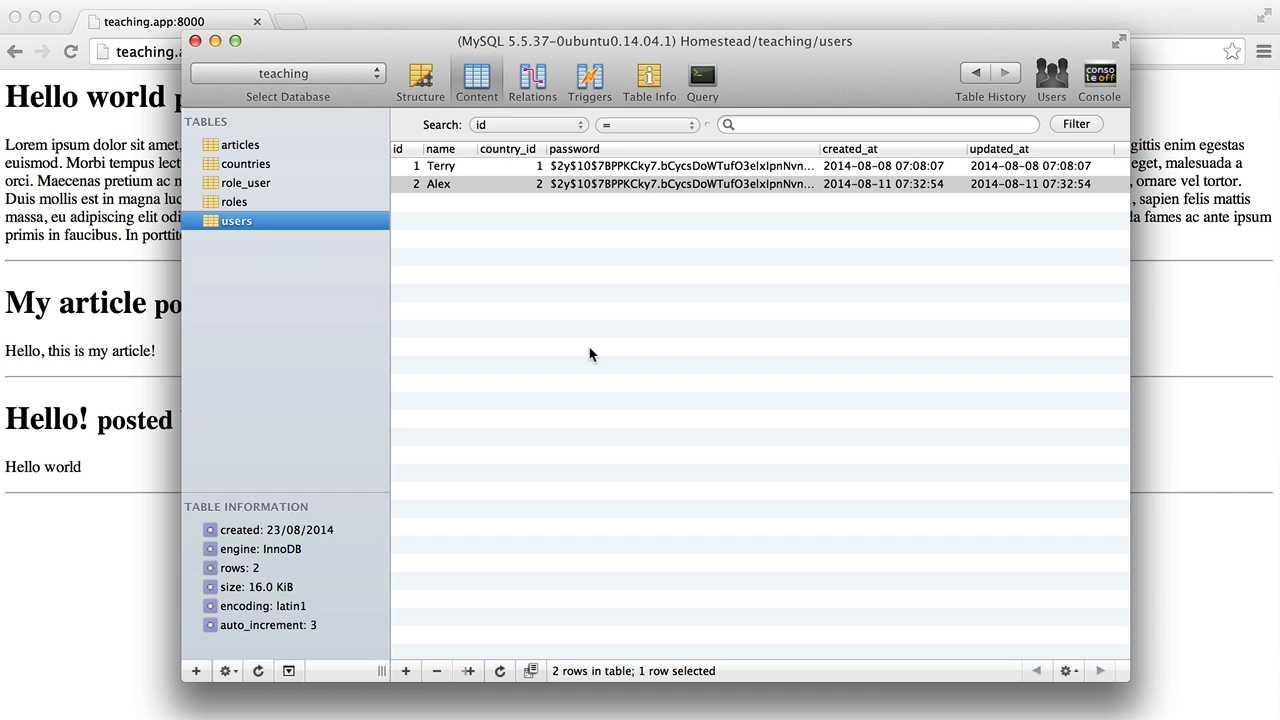 teaching.app:8000
teaching.a
(MySQL 5.5.37-0ubuntu0.14.04.1) Homestead/teaching/users
teaching
Select Database
Structure
Content
Relations
Triggers
Table Info
Query
Table History
Users
conso
le off
Console
TABLES
articles
countries
role_user
roles
users
Search: id = Filter
id name country_id password created_at updated_at
1 Terry 1 $2y$10$7BPPKCky7.bCycsDoWTufO3elxIpnNvn... 2014-08-08 07:08:07 2014-08-08 07:08:07
2 Alex 2 $2y$10$7BPPKCky7.bCycsDoWTufO3elxIpnNvn... 2014-08-11 07:32:54 2014-08-11 07:32:54
TABLE INFORMATION
created: 23/08/2014
engine: InnoDB
rows: 2
size: 16.0 KiB
encoding: latin1
auto_increment: 3
2 rows in table; 1 row selected
Hello world p
Lorem ipsum dolor sit amet, gittis enim egestas
euismod. Morbi tempus lect eget, malesuada a
orci. Maecenas pretium ac m , ornare vel tortor.
Duis mollis est in magna luc , sapien felis mattis
massa, eu adipiscing elit odi da fames ac ante ipsum
primis in faucibus. In porttit
My article po
Hello, this is my article!
Hello! posted
Hello world